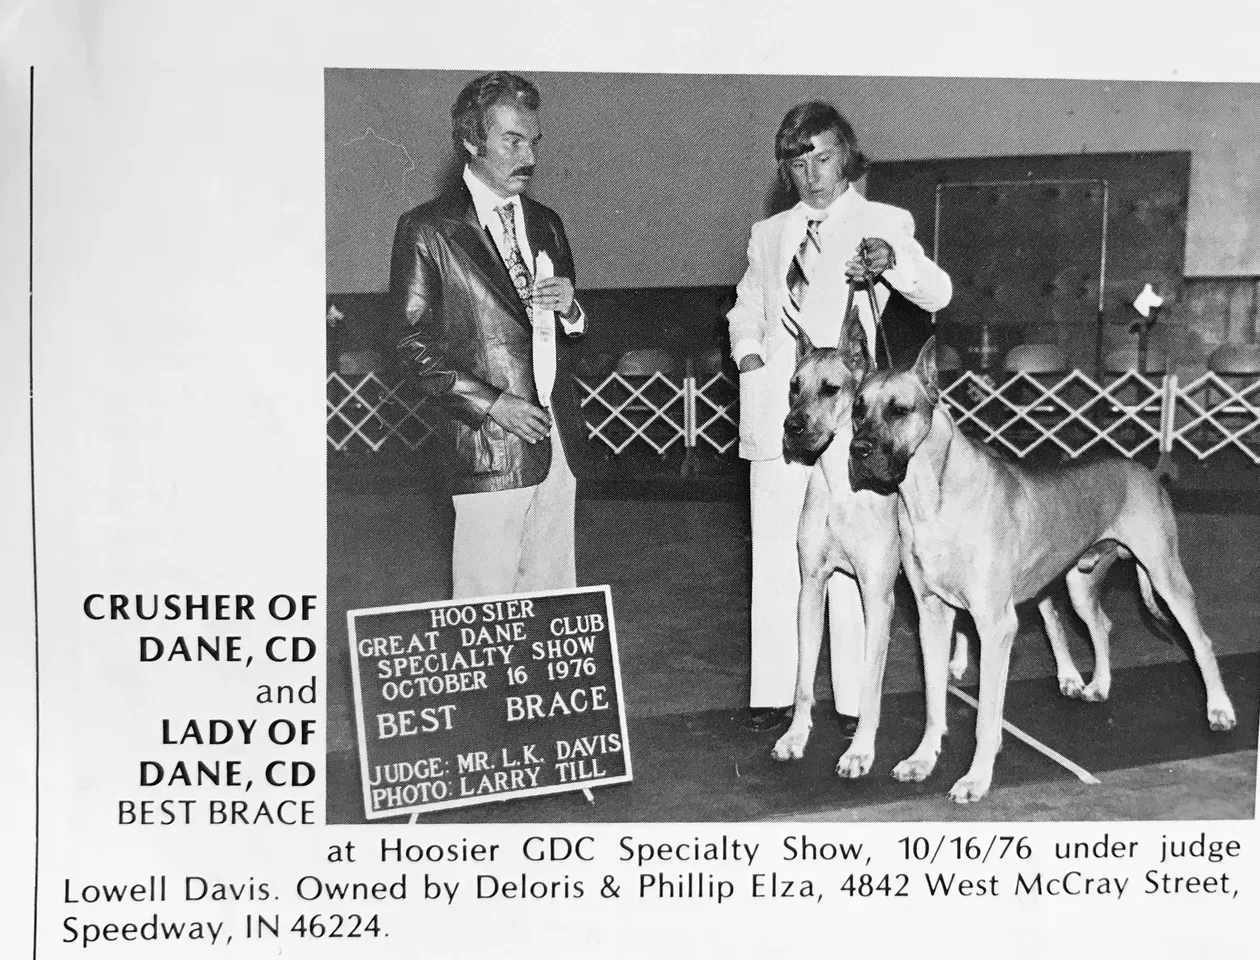 CRUSHER OF
DANE, CD
and
LADY OF
DANE, CD
BEST BRACE
HOOSIER
GREAT DANE CLUB
SPECIALTY SHOW
OCTOBER 16 1976
BEST BRACE
JUDGE: MR. L.K. DAVIS
PHOTO: LARRY TILL
at Hoosier GDC Specialty Show, 10/16/76 under judge
Lowell Davis. Owned by Deloris & Phillip Elza, 4842 West McCray Street,
Speedway, IN 46224.